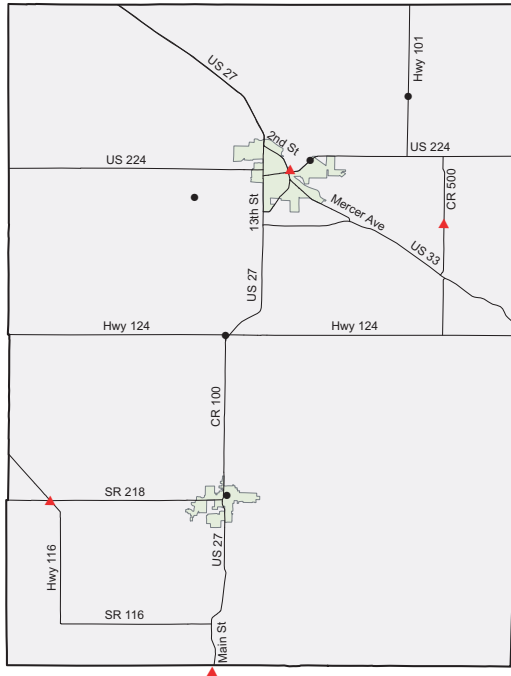 US 27
Hwy 101
2nd St
US 224
US 224
CR 500
13th St
Mercer Ave
US 33
US 27
Hwy 124
Hwy 124
CR 100
SR 218
US 27
Hwy 116
SR 116
Main St